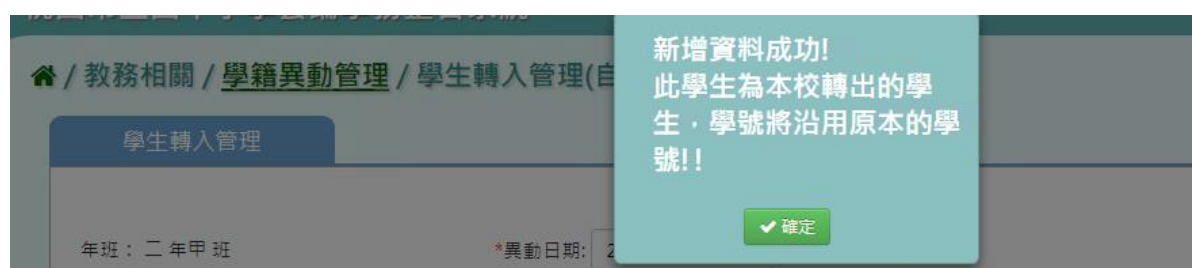 新增資料成功!
此學生為本校轉出的學
生，學號將沿用原本的學
號!!
/ 教務相關 / 學籍異動管理 / 學生轉入管理(自
學生轉入管理
確定
年班： 二 年甲 班
*異動日期: 2